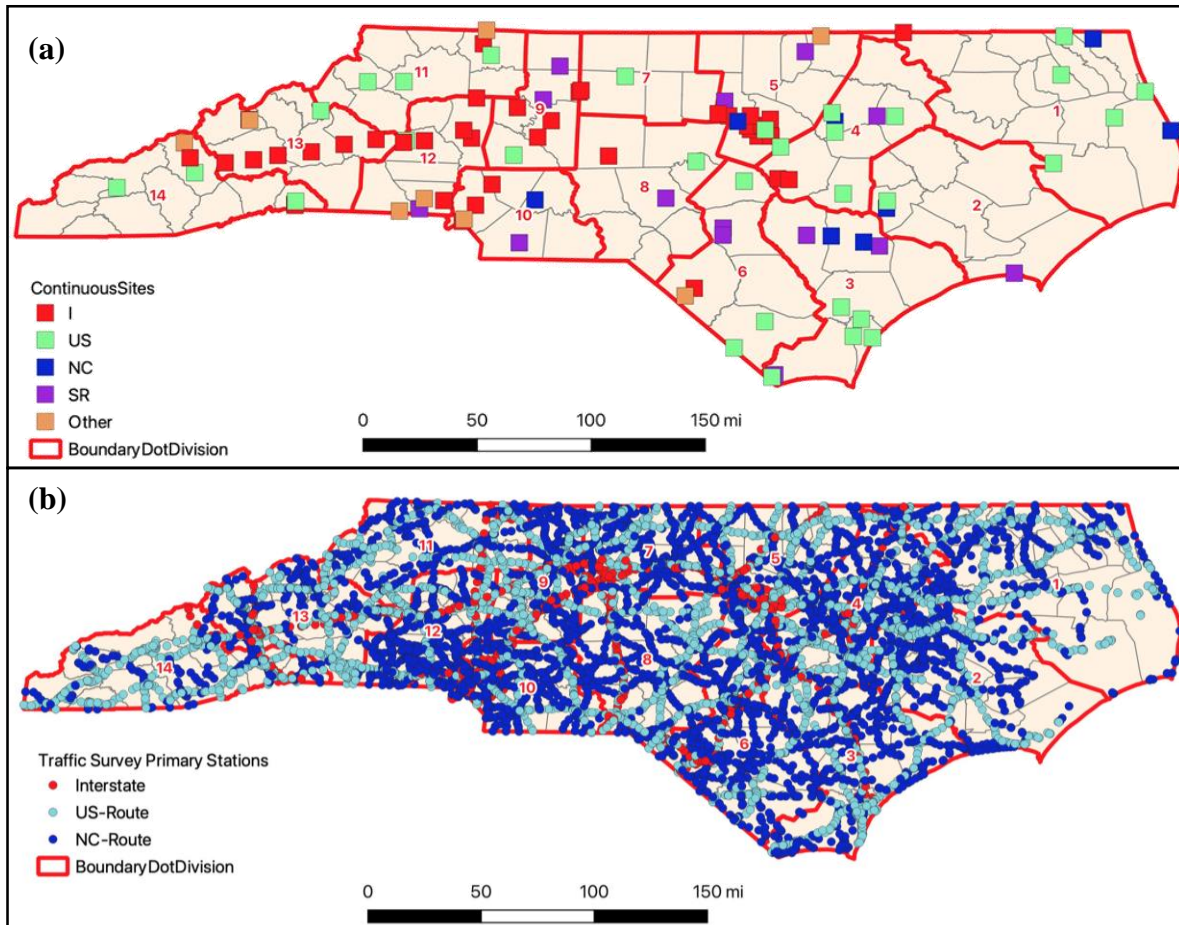 (a)
11
7
5
9
4
1
13
12
14
8
10
2
6
3
ContinuousSites
I
US
NC
SR
Other
BoundaryDotDivision
0 50 100 150 mi
(b)
11
7
5
9
4
1
13
12
14
8
10
2
6
3
Traffic Survey Primary Stations
Interstate
US-Route
NC-Route
BoundaryDotDivision
0 50 100 150 mi